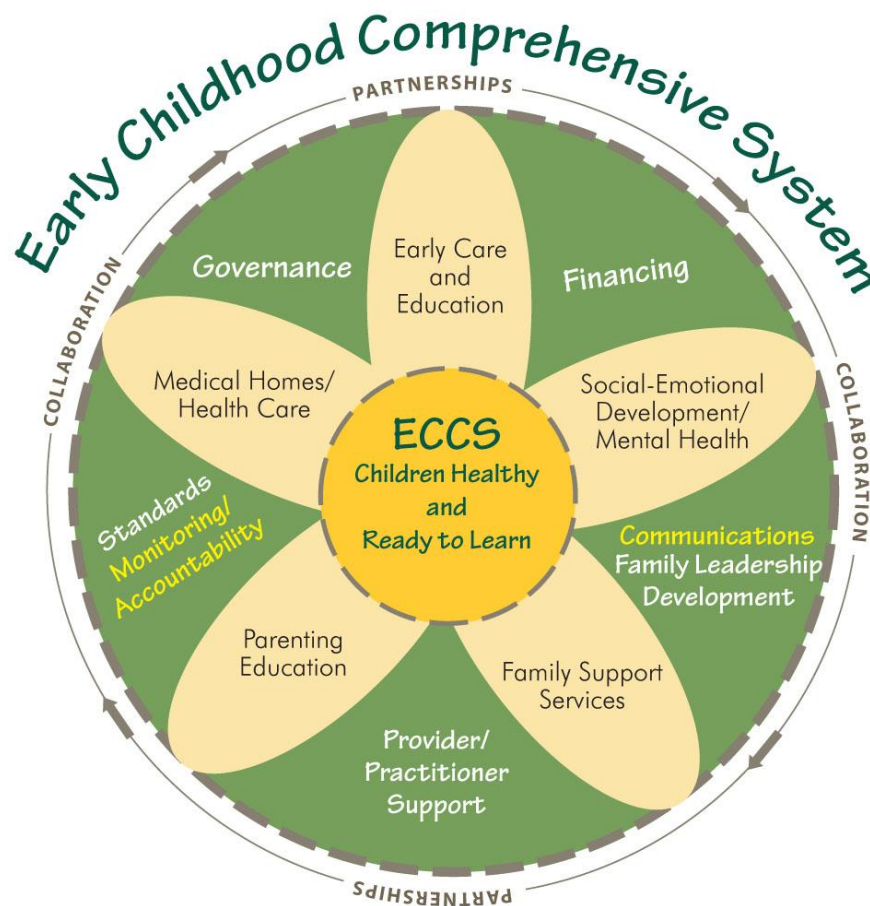 Early Childhood Comprehensive System
PARTNERSHIPS
COLLABORATION
COLLABORATION
Governance
Early Care
and
Education
Financing
Medical Homes/
Health Care
Social-Emotional
Development/
Mental Health
ECCS
Children Healthy
and
Ready to Learn
Standards
Monitoring/
Accountability
Communications
Family Leadership
Development
Parenting
Education
Family Support
Services
Provider/
Practitioner
Support
PARTNERSHIPS